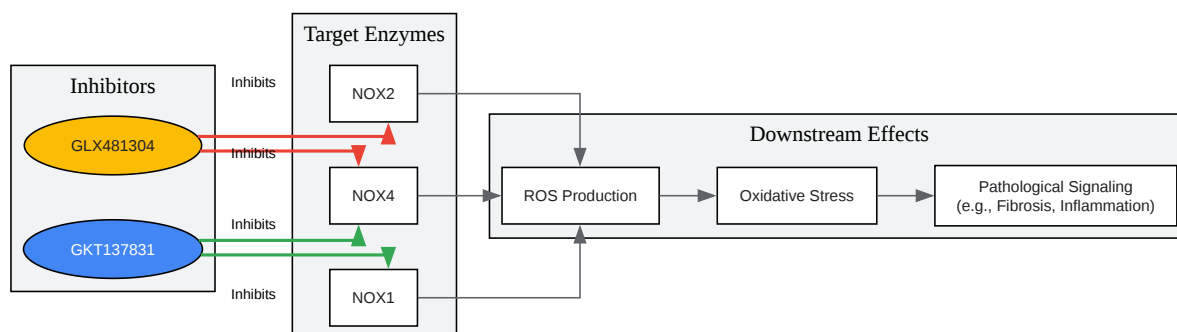 Target Enzymes
Inhibitors
Inhibits
NOX2
GLX481304
Inhibits
Downstream Effects
NOX4
ROS Production
Oxidative Stress
Pathological Signaling
(e.g., Fibrosis, Inflammation)
Inhibits
GKT137831
Inhibits
NOX1